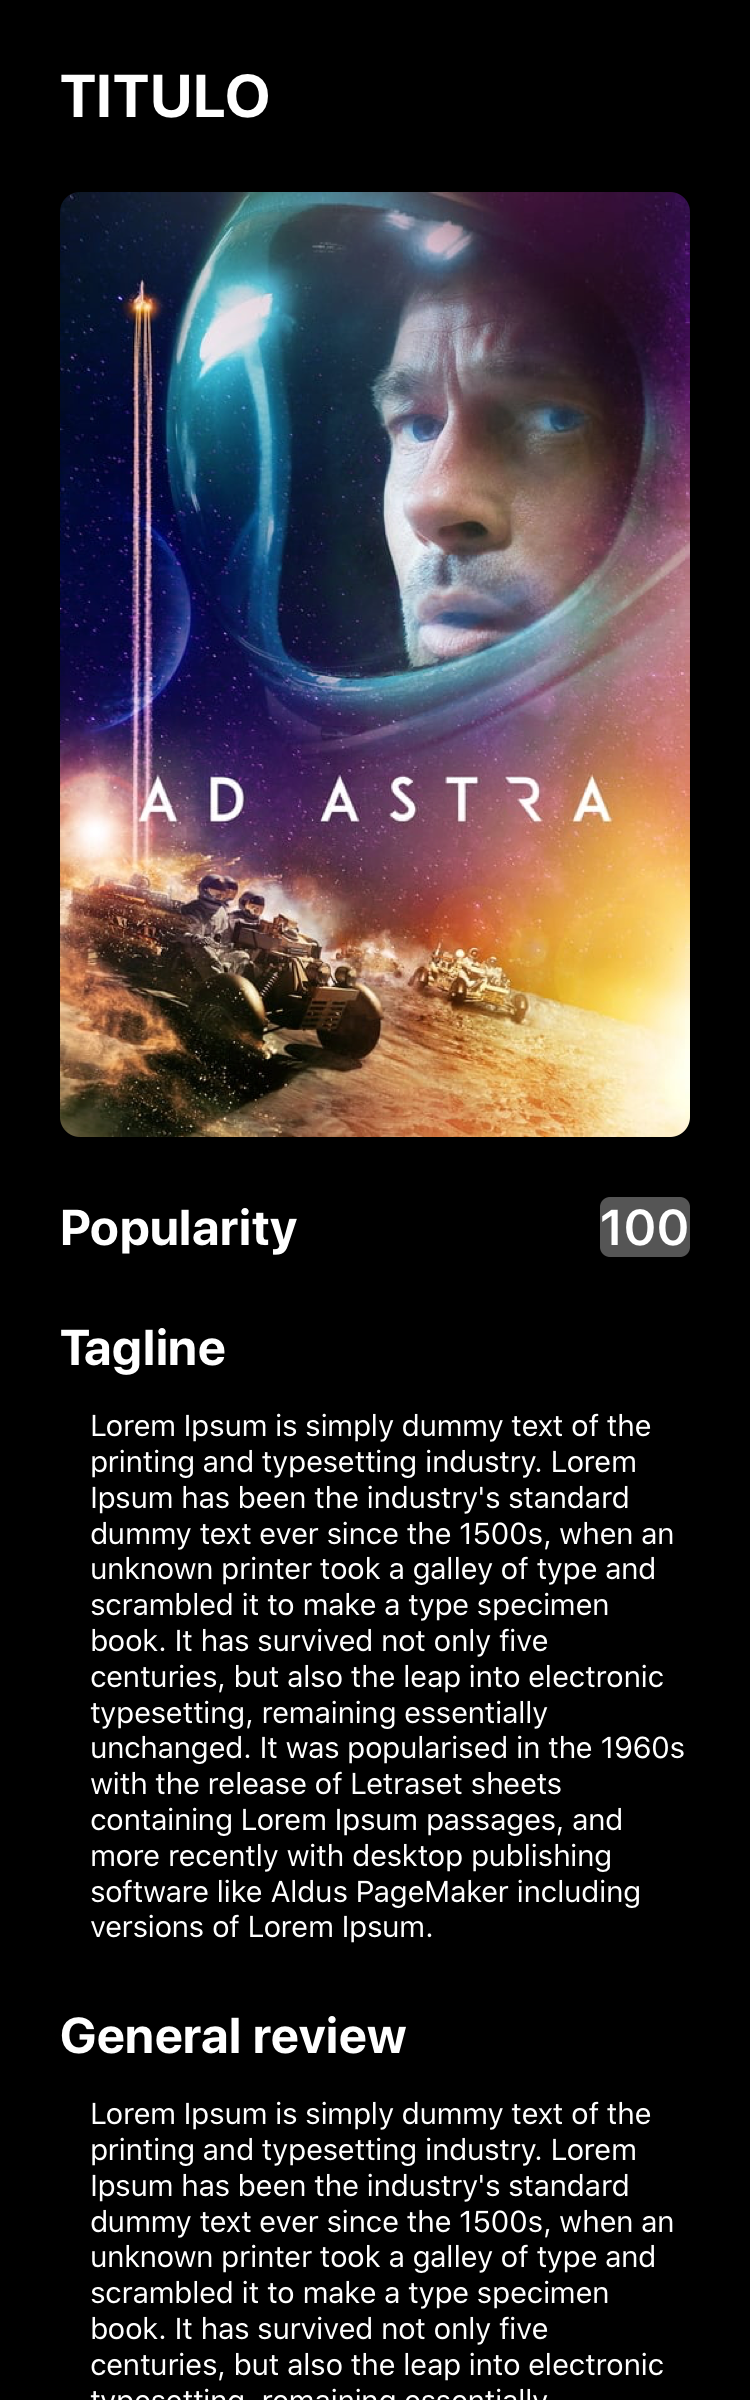 TITULO
AD ASTRA
Popularity 100
Tagline
Lorem Ipsum is simply dummy text of the
printing and typesetting industry. Lorem
Ipsum has been the industry's standard
dummy text ever since the 1500s, when an
unknown printer took a galley of type and
scrambled it to make a type specimen
book. It has survived not only five
centuries, but also the leap into electronic
typesetting, remaining essentially
unchanged. It was popularised in the 1960s
with the release of Letraset sheets
containing Lorem Ipsum passages, and
more recently with desktop publishing
software like Aldus PageMaker including
versions of Lorem Ipsum.
General review
Lorem Ipsum is simply dummy text of the
printing and typesetting industry. Lorem
Ipsum has been the industry's standard
dummy text ever since the 1500s, when an
unknown printer took a galley of type and
scrambled it to make a type specimen
book. It has survived not only five
centuries, but also the leap into electronic
typesetting, remaining essentially